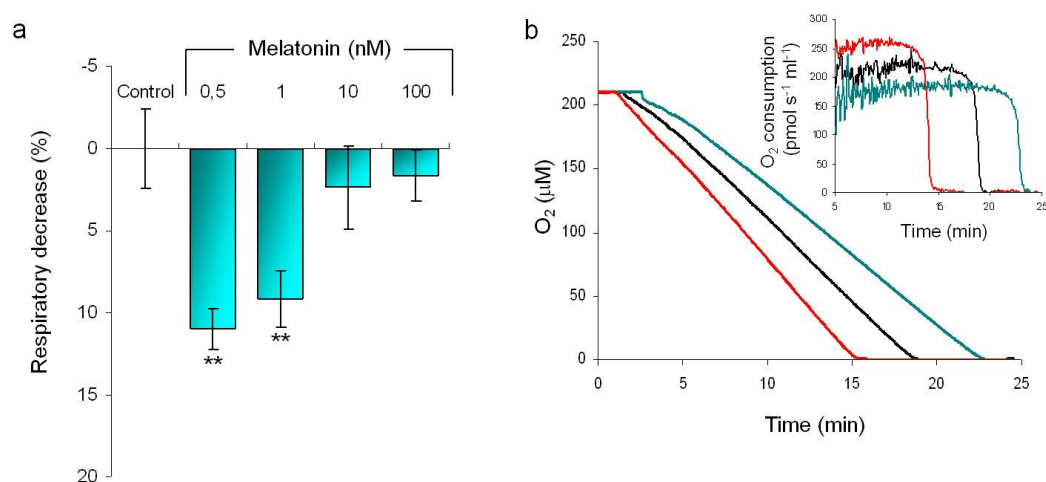 a
Melatonin (nM)
Control 0,5 1 10 100
-5
0
5
10
15
20
Respiratory decrease (%)
**
**
b
250
200
150
100
50
0
O₂ (µM)
0 5 10 15 20 25
Time (min)
300
250
200
150
100
50
0
O₂ consumption
(pmol s⁻¹ ml⁻¹)
5 10 15 20 25
Time (min)